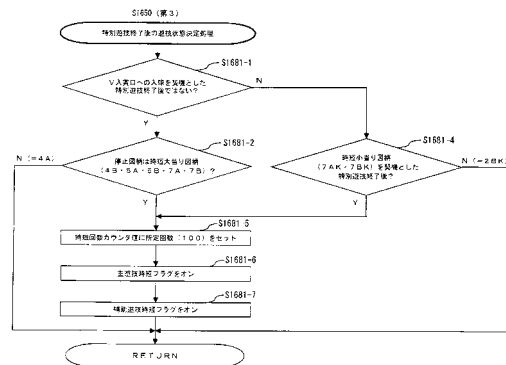 S1650 (第3)
特別遊技終了後の遊技状態決定処理
S1681-1
V入賞口への入球を契機とした
特別遊技終了後ではない?
N
Y
S1681-2
停止図柄は時短大当り図柄
(4B・5A・5B・7A・7B)?
N(=4A)
Y
S1681-4
時短小当り図柄
(7AK・7BK)を契機とした
特別遊技終了後?
N(=2BK)
Y
S1681-5
時短回数カウンタ値に所定回数(100)をセット
S1681-6
主遊技時短フラグをオン
S1681-7
補助遊技時短フラグをオン
RETURN